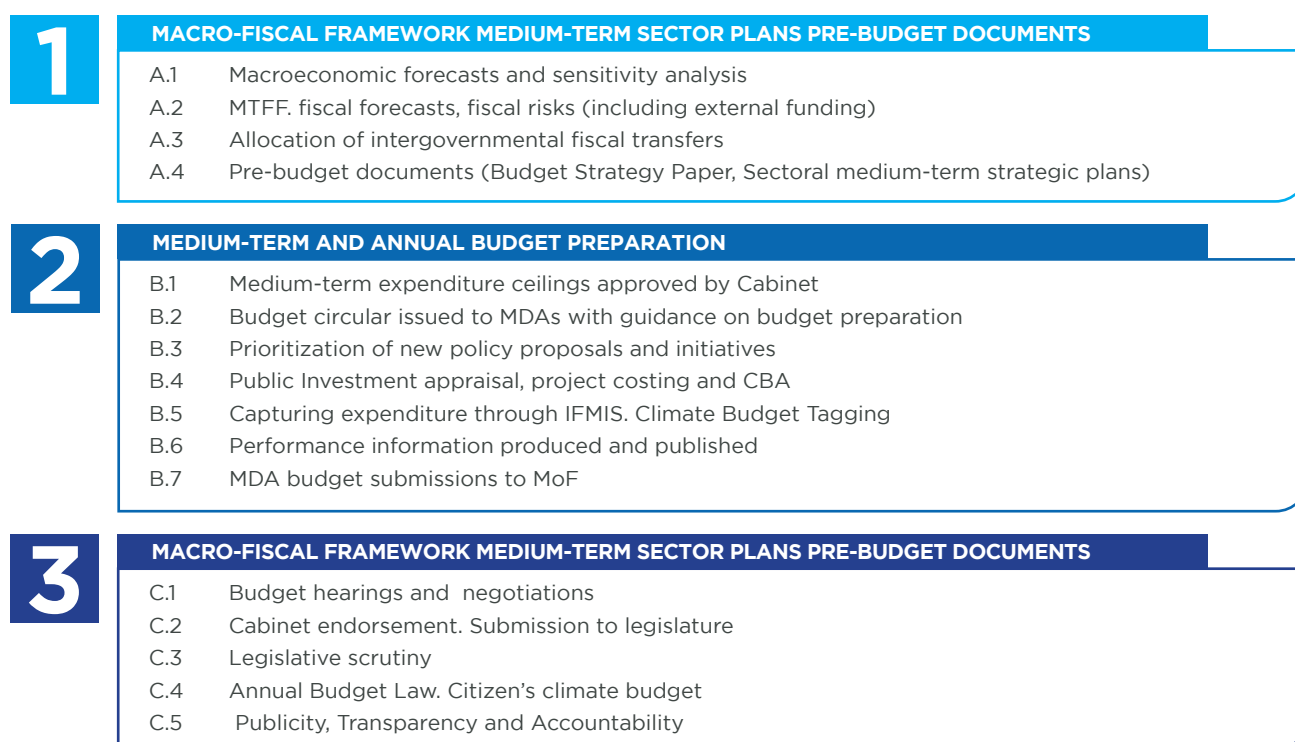 1
MACRO-FISCAL FRAMEWORK MEDIUM-TERM SECTOR PLANS PRE-BUDGET DOCUMENTS
A.1 Macroeconomic forecasts and sensitivity analysis
A.2 MTFF. fiscal forecasts, fiscal risks (including external funding)
A.3 Allocation of intergovernmental fiscal transfers
A.4 Pre-budget documents (Budget Strategy Paper, Sectoral medium-term strategic plans)
2
MEDIUM-TERM AND ANNUAL BUDGET PREPARATION
B.1 Medium-term expenditure ceilings approved by Cabinet
B.2 Budget circular issued to MDAs with guidance on budget preparation
B.3 Prioritization of new policy proposals and initiatives
B.4 Public Investment appraisal, project costing and CBA
B.5 Capturing expenditure through IFMIS. Climate Budget Tagging
B.6 Performance information produced and published
B.7 MDA budget submissions to MoF
3
MACRO-FISCAL FRAMEWORK MEDIUM-TERM SECTOR PLANS PRE-BUDGET DOCUMENTS
C.1 Budget hearings and negotiations
C.2 Cabinet endorsement. Submission to legislature
C.3 Legislative scrutiny
C.4 Annual Budget Law. Citizen's climate budget
C.5 Publicity, Transparency and Accountability